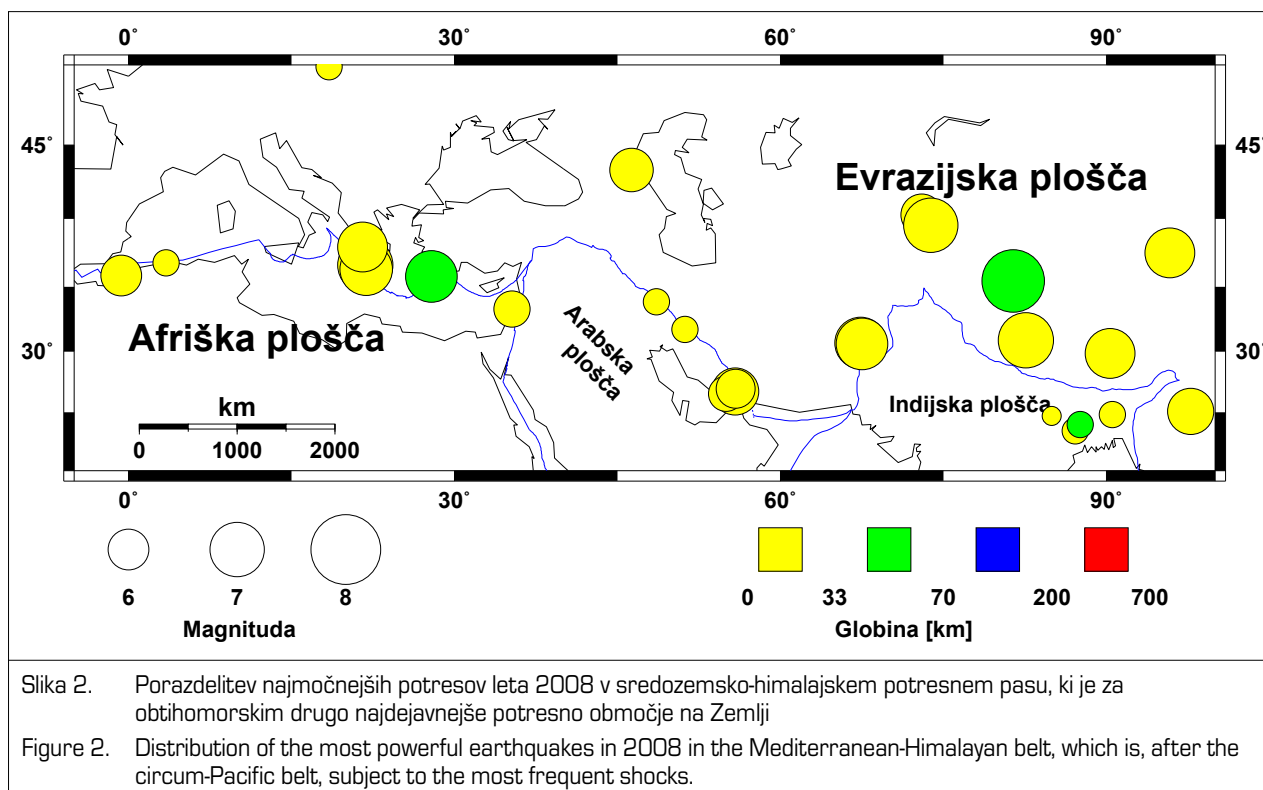 0° 30° 60° 90°
45° 45°
Evrazijska plošča
Afriška plošča
Arabska
plošča
30° 30°
Indijska plošča
km
0 1000 2000
0° 30° 60° 90°
6 7 8
0 33 70 200 700
Magnituda Globina [km]
Slika 2. Porazdelitev najmočnejših potresov leta 2008 v sredozemsko-himalajskem potresnem pasu, ki je za
obtihomorskim drugo najdejavnejše potresno območje na Zemlji
Figure 2. Distribution of the most powerful earthquakes in 2008 in the Mediterranean-Himalayan belt, which is, after the
circum-Pacific belt, subject to the most frequent shocks.